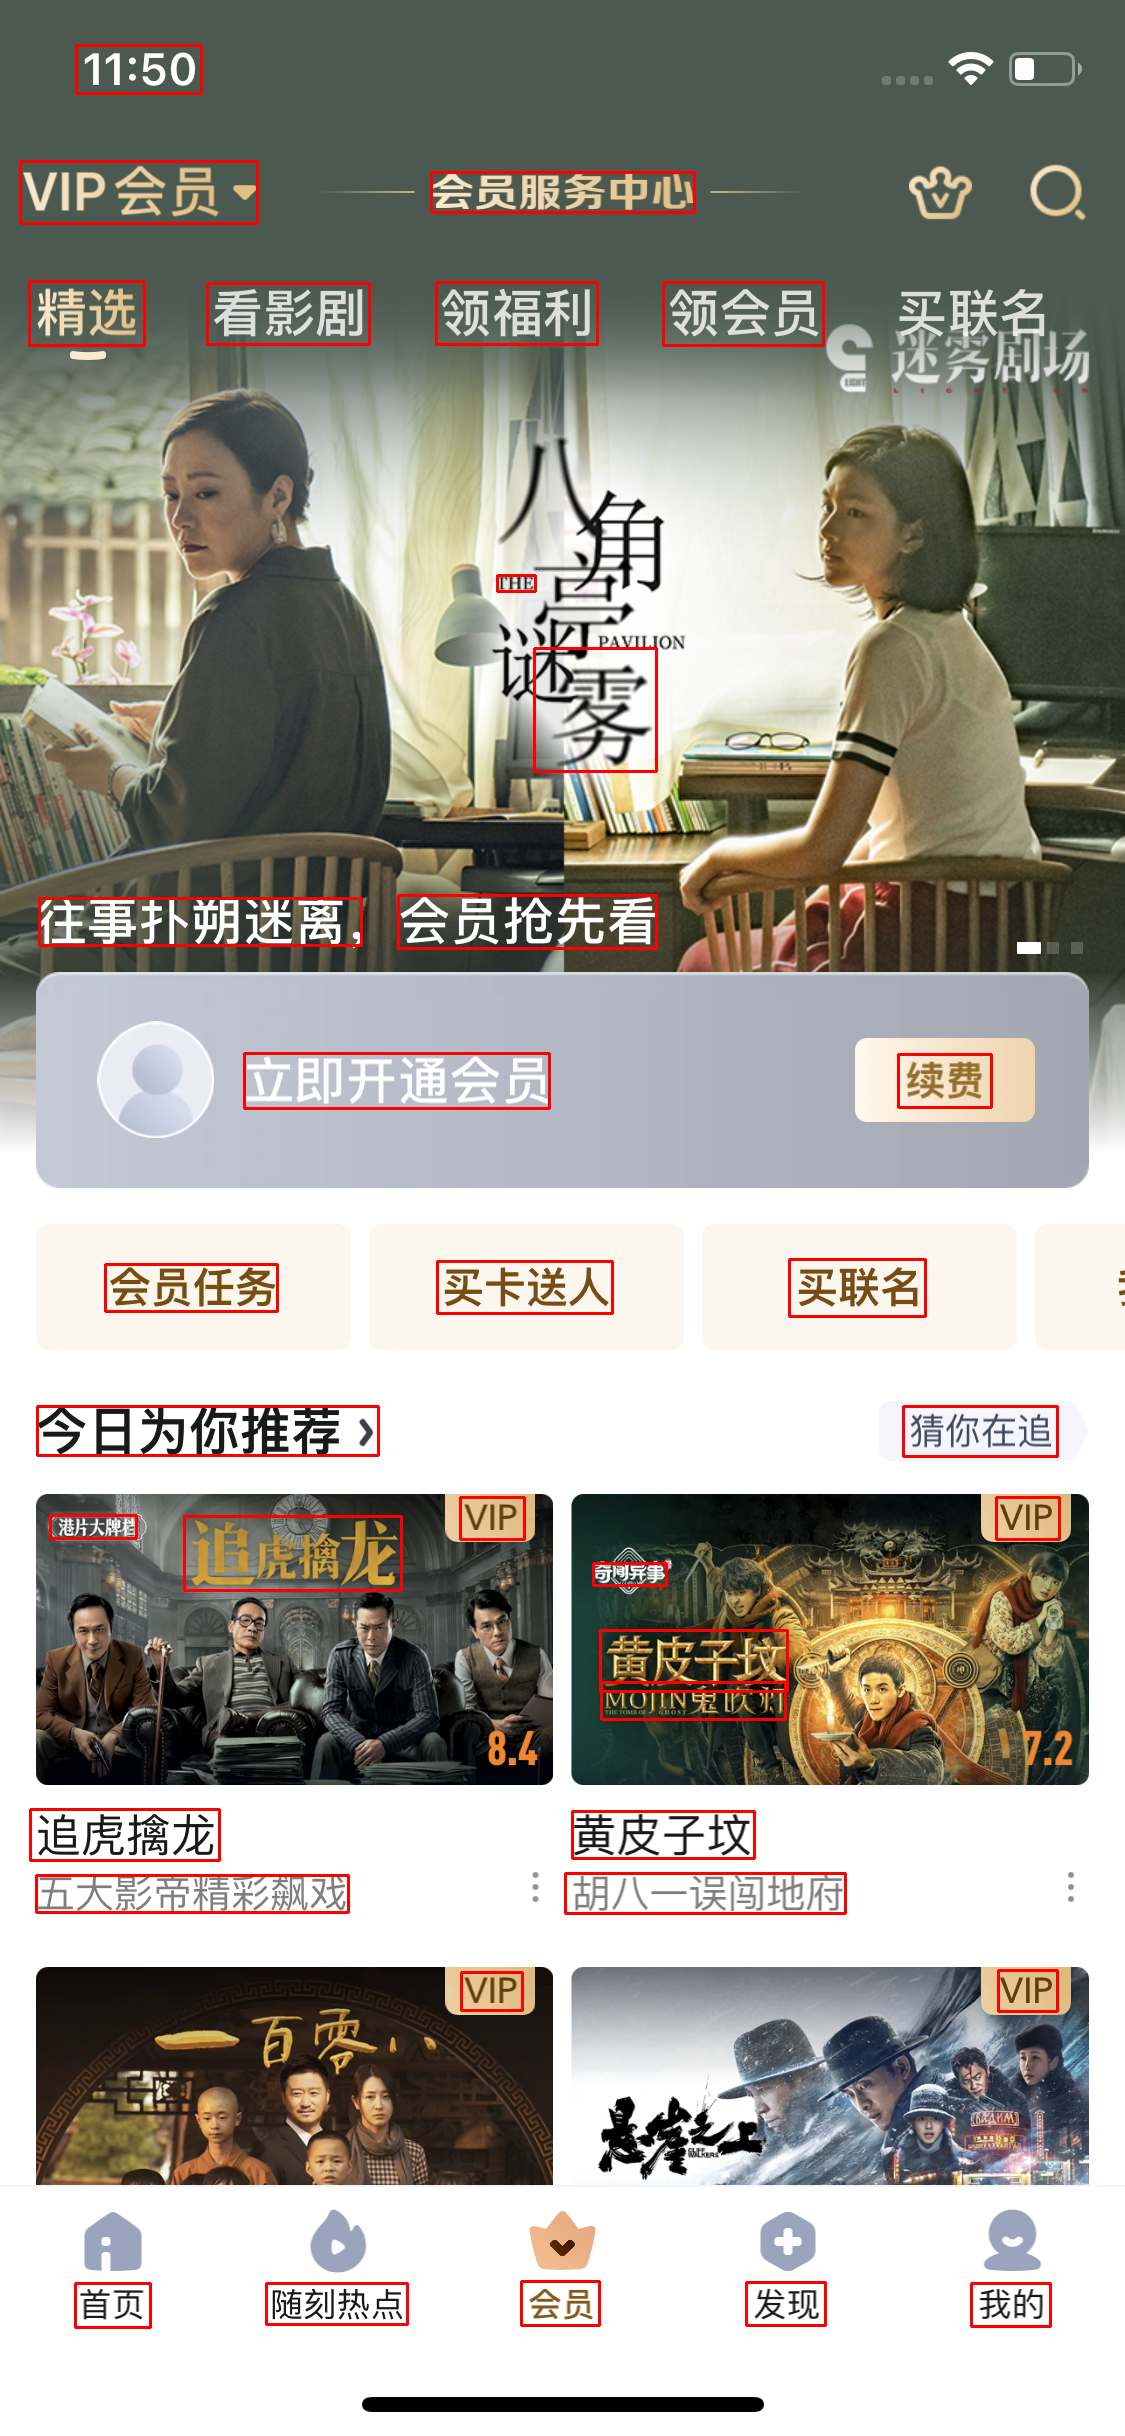 11:50
VIP会员
会员服务中心
精选
看影剧
领福利
领会员
买联名
迷雾剧场
LIGHT ON
八角亭谜雾
THE
PAVILION
往事扑朔迷离，会员抢先看
立即开通会员
续费
会员任务
买卡送人
买联名
今日为你推荐 ›
猜你在追
港片大牌档
追虎擒龙
VIP
8.4
奇闻异事
黄皮子坟
MOJIN鬼吹灯
THE TOMB OF GHOST
VIP
7.2
追虎擒龙
五大影帝精彩飙戏
黄皮子坟
胡八一误闯地府
一百零八
VIP
悬崖之上
CLIFF WALKERS
VIP
首页
随刻热点
会员
发现
我的